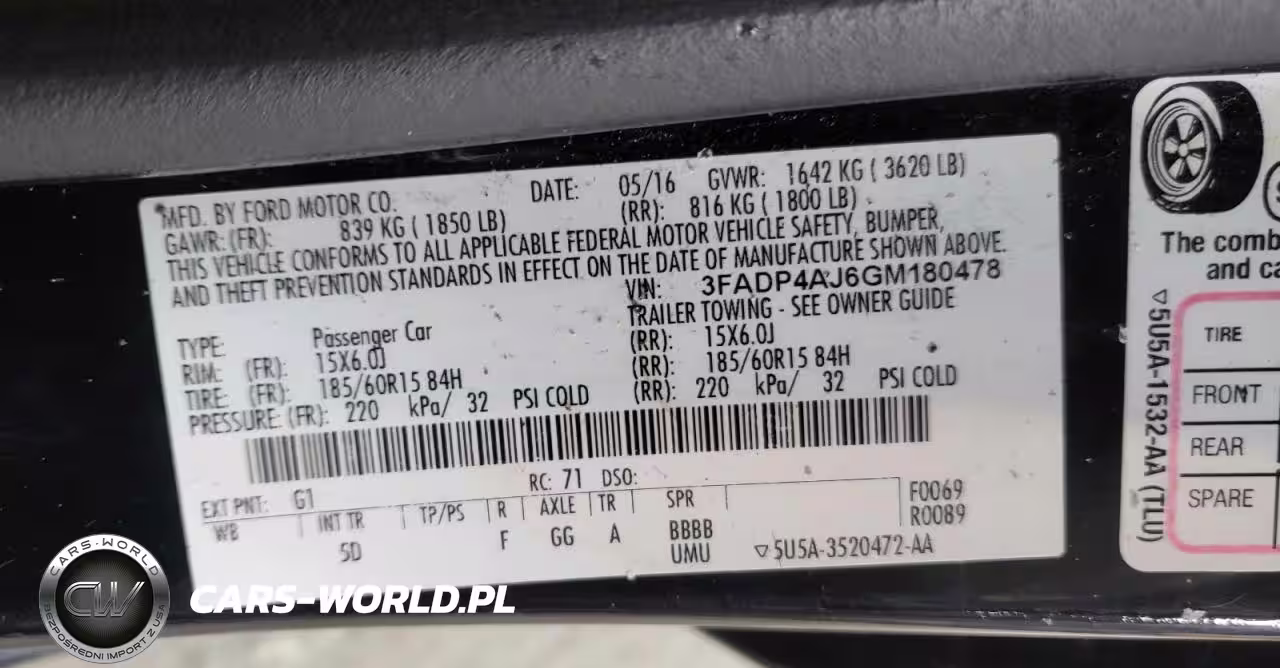 MFD. BY FORD MOTOR CO. DATE: 05/16 GVWR: 1642 KG ( 3620 LB)
GAWR: (FR): 839 KG ( 1850 LB) (RR): 816 KG ( 1800 LB)
THIS VEHICLE CONFORMS TO ALL APPLICABLE FEDERAL MOTOR VEHICLE SAFETY, BUMPER,
AND THEFT PREVENTION STANDARDS IN EFFECT ON THE DATE OF MANUFACTURE SHOWN ABOVE.
VIN: 3FADP4AJ6GM180478
TRAILER TOWING - SEE OWNER GUIDE
TYPE: Passenger Car
RIM: (FR): 15X6.0J (RR): 15X6.0J
TIRE: (FR): 185/60R15 84H (RR): 185/60R15 84H
PRESSURE: (FR): 220 kPa/ 32 PSI COLD (RR): 220 kPa/ 32 PSI COLD
RC: 71 DSO:
EXT PNT: G1
WB INT TR TP/PS R AXLE TR SPR
5D F GG A BBBB
UMU
F0069
R0089
▽5U5A-3520472-AA
The comb
and ca
▽5U5A-1532-AA (TLU)
TIRE
FRONT
REAR
SPARE
CARS-WORLD
CW
BEZPOŚREDNI IMPORT Z USA
CARS-WORLD.PL